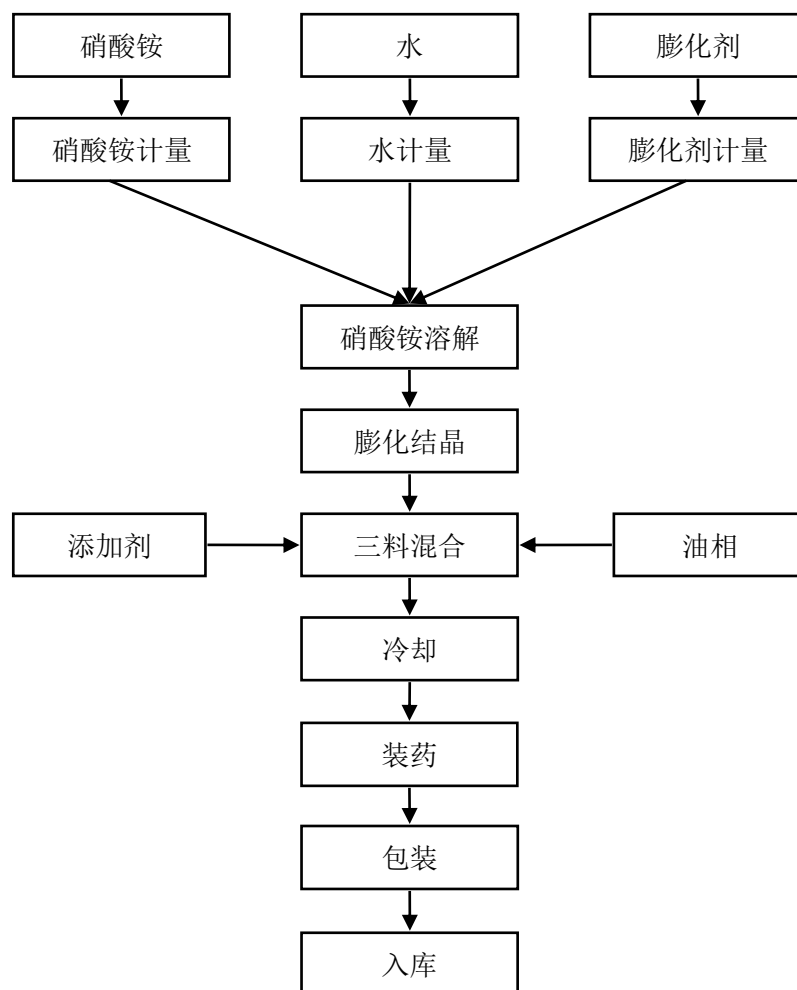 硝酸铵
水
膨化剂
硝酸铵计量
水计量
膨化剂计量
硝酸铵溶解
膨化结晶
添加剂
三料混合
油相
冷却
装药
包装
入库